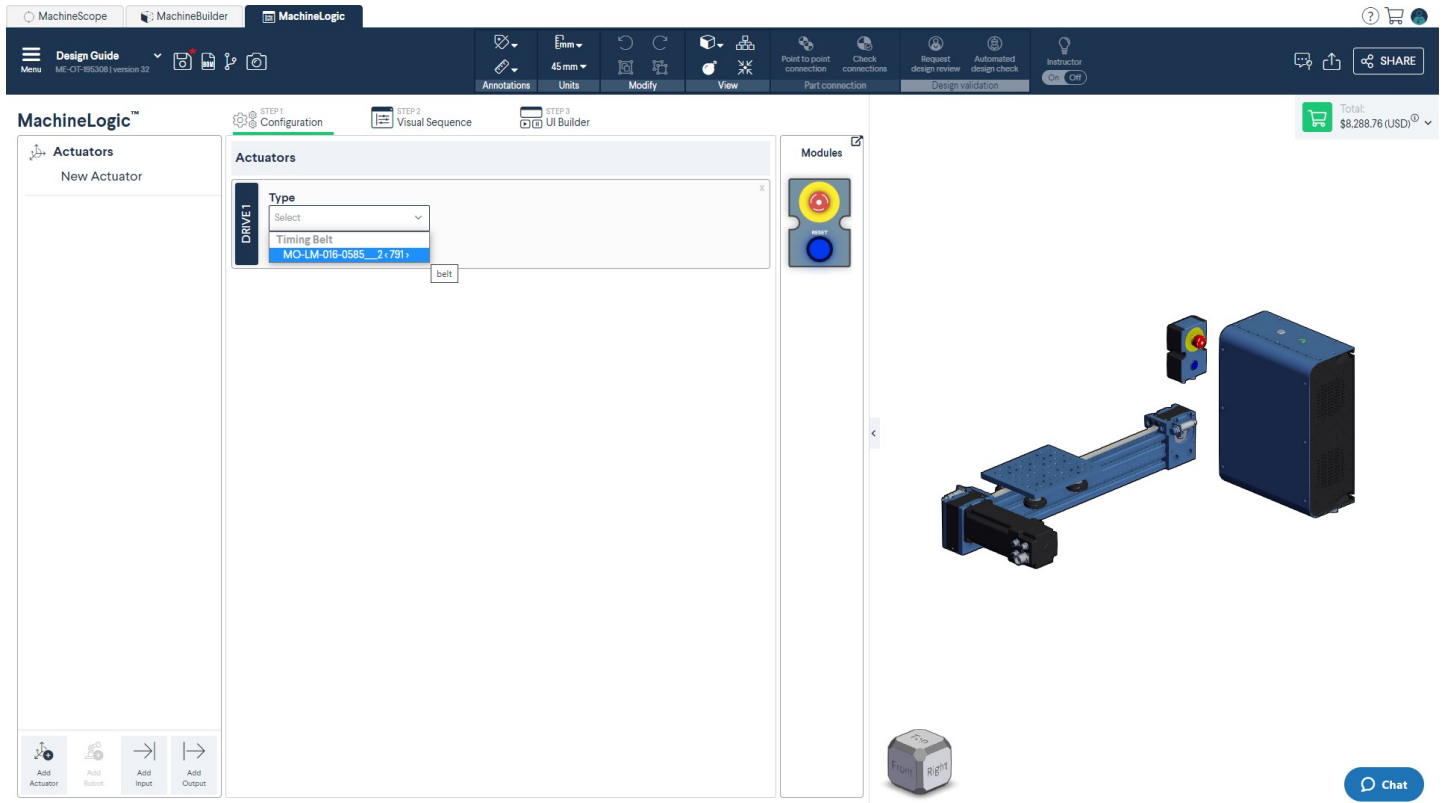 MachineScope
MachineBuilder
MachineLogic
Menu
Design Guide
ME-OT-195308 | version 32
BOM
Annotations
mm
45 mm
Units
Modify
View
Point to point connection
Check connections
Part connection
Request design review
Automated design check
Design validation
Instructor
On Off
SHARE
MachineLogic™
STEP 1
Configuration
STEP 2
Visual Sequence
STEP 3
UI Builder
Total:
$8,288.76 (USD)
Actuators
New Actuator
Actuators
x
DRIVE 1
Type
Select
Timing Belt
MO-LM-016-0585__2<791>
belt
Modules
RESET
Add Actuator
Add Robot
Add Input
Add Output
Top
Front
Right
Chat